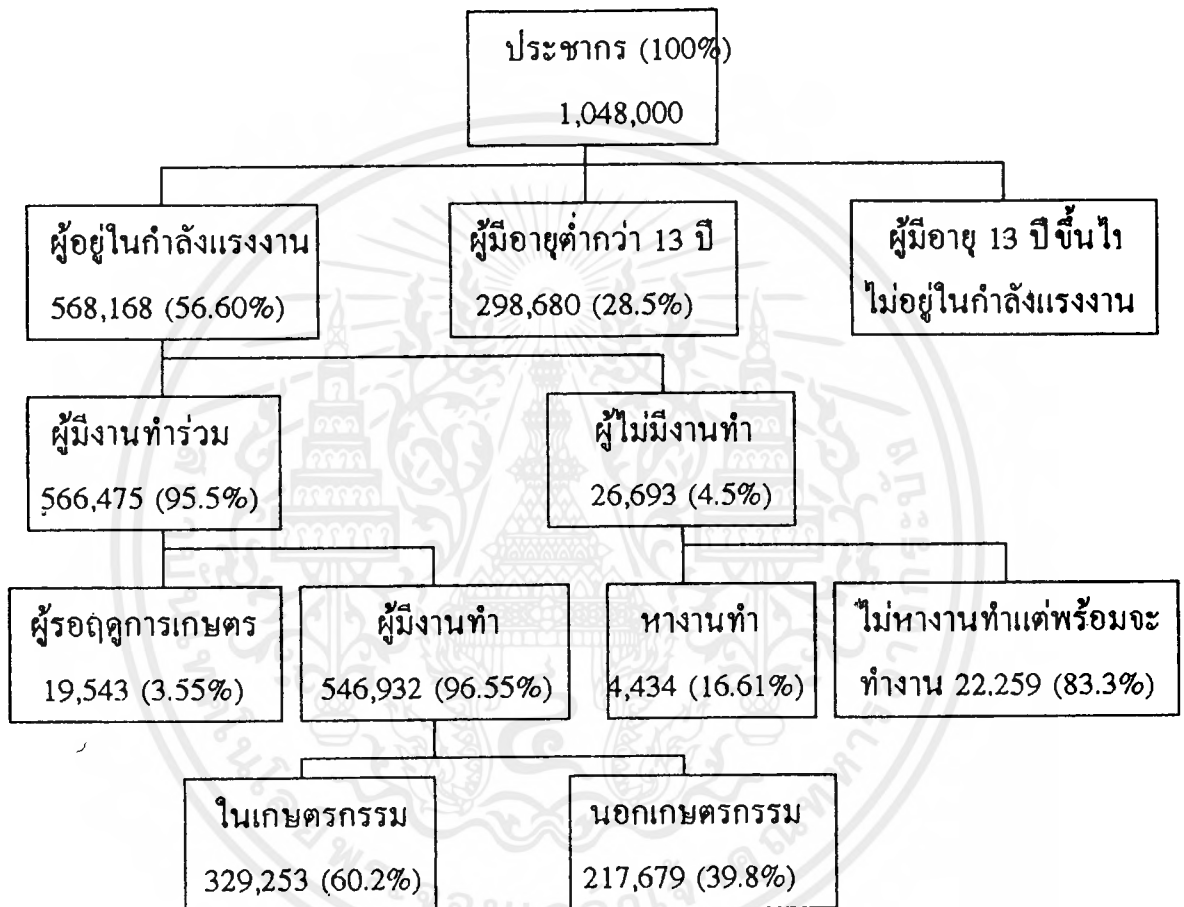 ประชากร (100%)
1,048,000
ผู้อยู่ในกำลังแรงงาน
568,168 (56.60%)
ผู้มีอายุต่ำกว่า 13 ปี
298,680 (28.5%)
ผู้มีอายุ 13 ปีขึ้นไป
ไม่อยู่ในกำลังแรงงาน
ผู้มีงานทำร่วม
566,475 (95.5%)
ผู้ไม่มีงานทำ
26,693 (4.5%)
ผู้รอฤดูการเกษตร
19,543 (3.55%)
ผู้มีงานทำ
546,932 (96.55%)
หางานทำ
4,434 (16.61%)
ไม่หางานทำแต่พร้อมจะ
ทำงาน 22.259 (83.3%)
ในเกษตรกรรม
329,253 (60.2%)
นอกเกษตรกรรม
217,679 (39.8%)